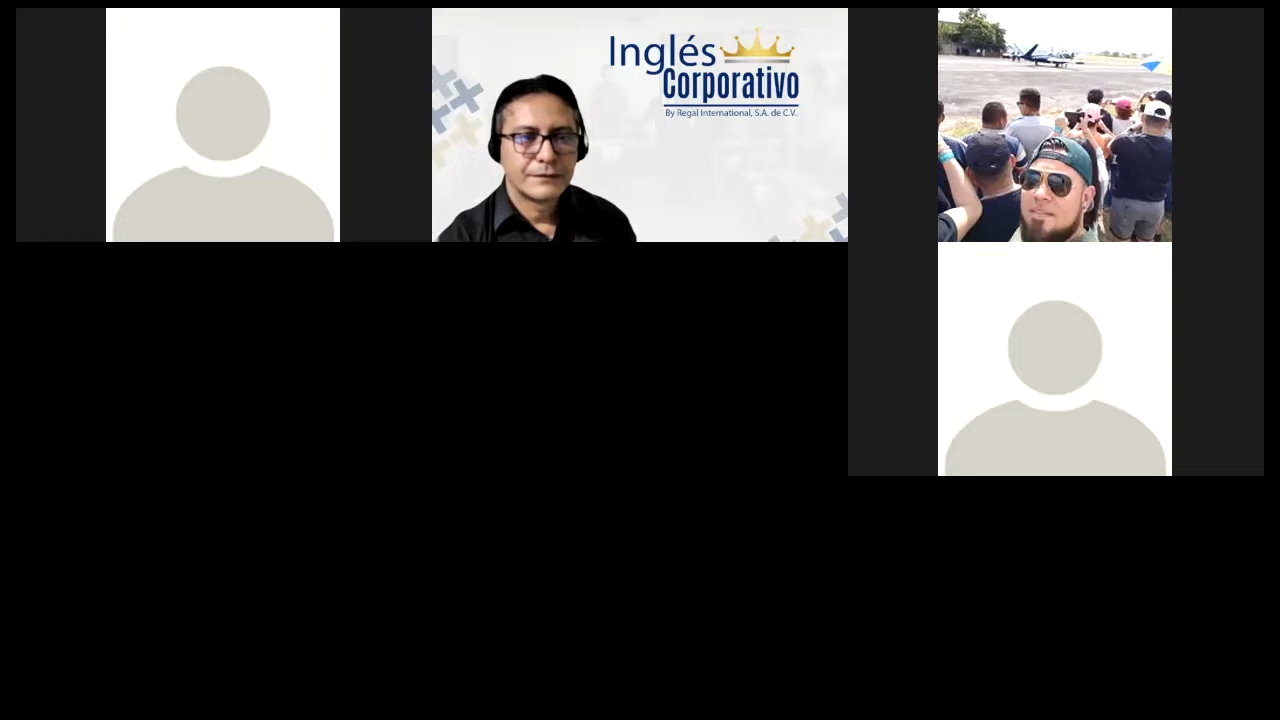 Inglés
Corporativo
By Regal International, S.A. de C.V.